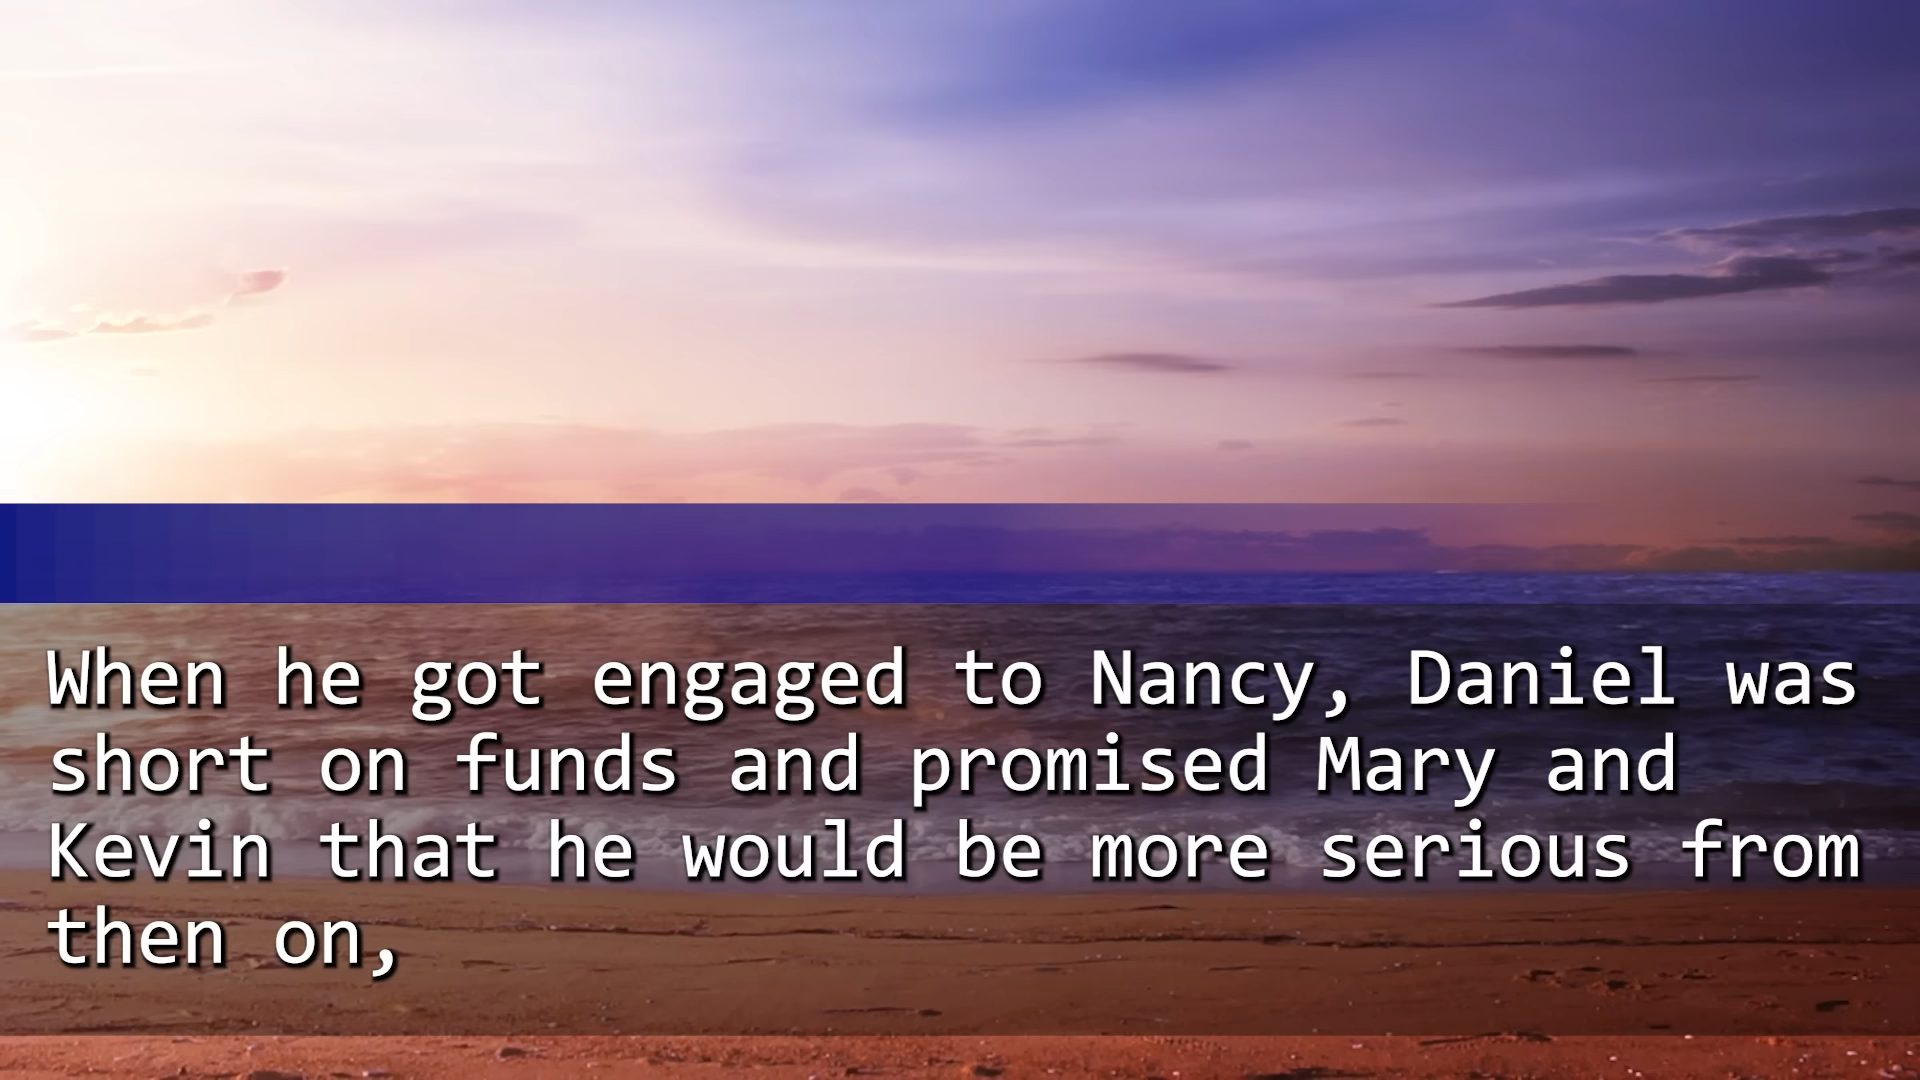 When he got engaged to Nancy, Daniel was
short on funds and promised Mary and
Kevin that he would be more serious from
then on,